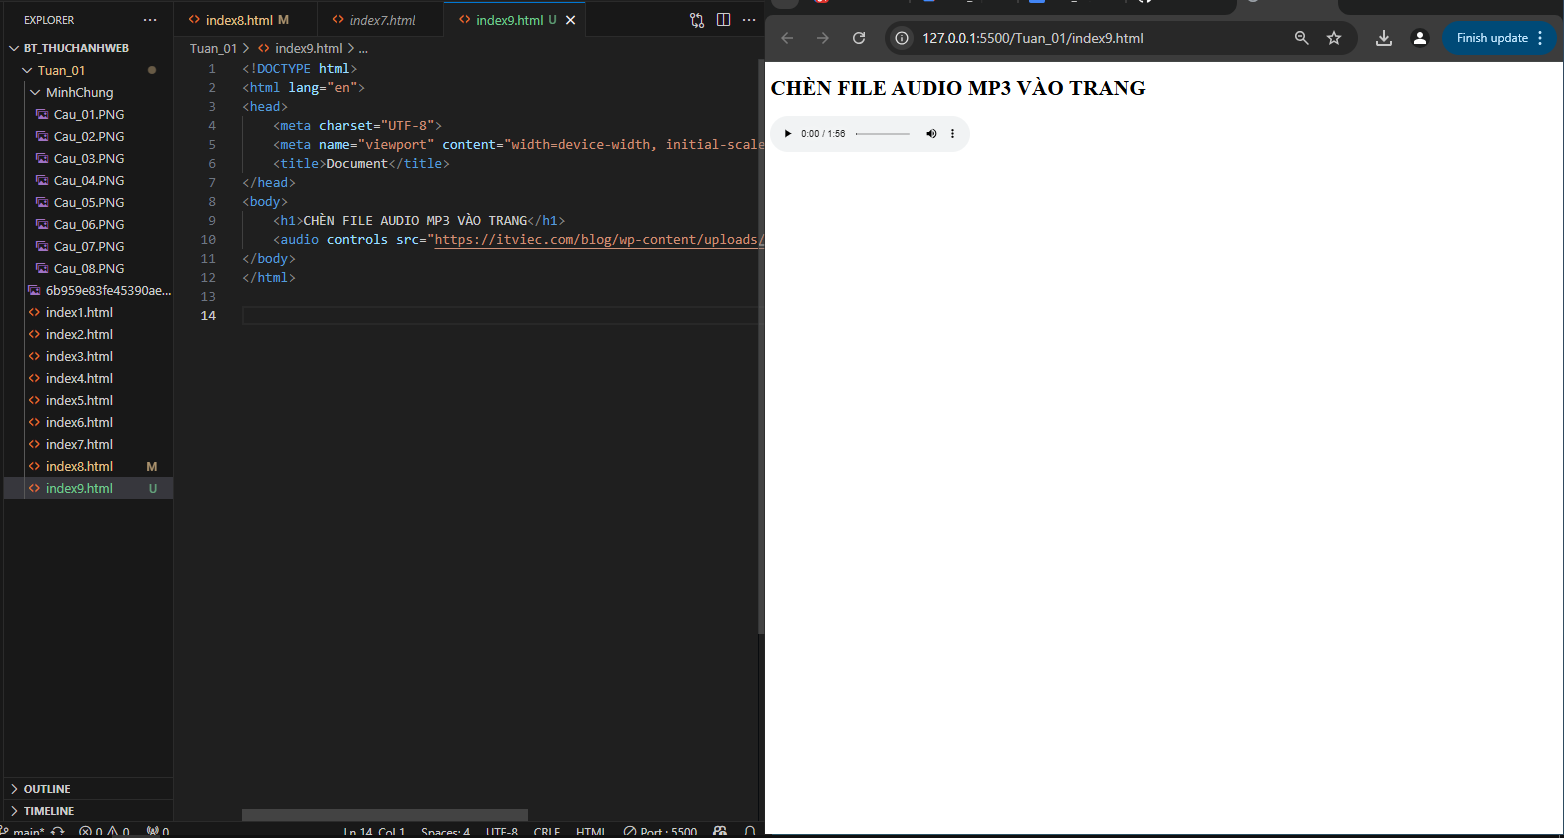 EXPLORER
BT_THUCHANHWEB
Tuan_01
MinhChung
Cau_01.PNG
Cau_02.PNG
Cau_03.PNG
Cau_04.PNG
Cau_05.PNG
Cau_06.PNG
Cau_07.PNG
Cau_08.PNG
6b959e83fe45390ae...
index1.html
index2.html
index3.html
index4.html
index5.html
index6.html
index7.html
index8.html M
index9.html U
OUTLINE
TIMELINE
index8.html M index7.html index9.html U
Tuan_01 > index9.html > ...
1 <!DOCTYPE html>
2 <html lang="en">
3 <head>
4 <meta charset="UTF-8">
5 <meta name="viewport" content="width=device-width, initial-scale
6 <title>Document</title>
7 </head>
8 <body>
9 <h1>CHÈN FILE AUDIO MP3 VÀO TRANG</h1>
10 <audio controls src="https://itviec.com/blog/wp-content/uploads/
11 </body>
12 </html>
13
14
main* 0 0 0 Ln 14, Col 1 Spaces: 4 UTF-8 CRLF HTML Port : 5500
127.0.0.1:5500/Tuan_01/index9.html
Finish update
CHÈN FILE AUDIO MP3 VÀO TRANG
0:00 / 1:56